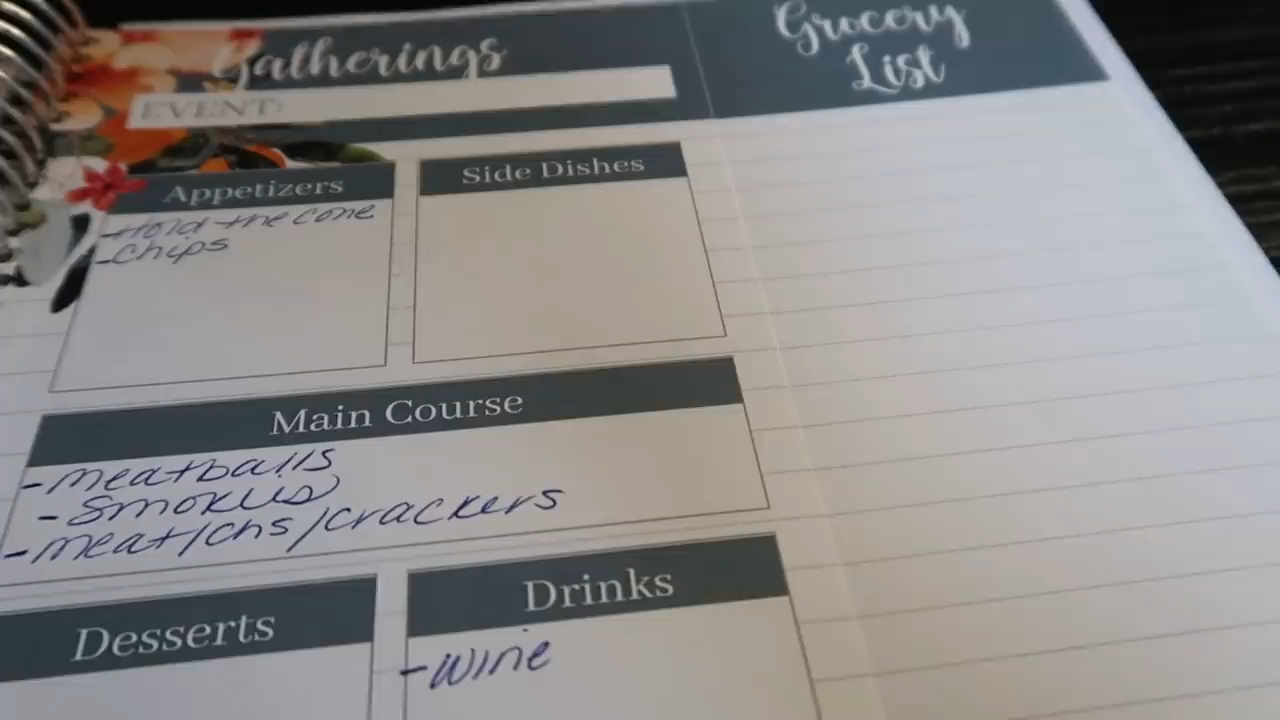 Gatherings
Grocery
List
EVENT:
Appetizers
-Hold the cone
-chips
Side Dishes
Main Course
-meatballs
-smokies
-meat/chs/crackers
Desserts
Drinks
-wine